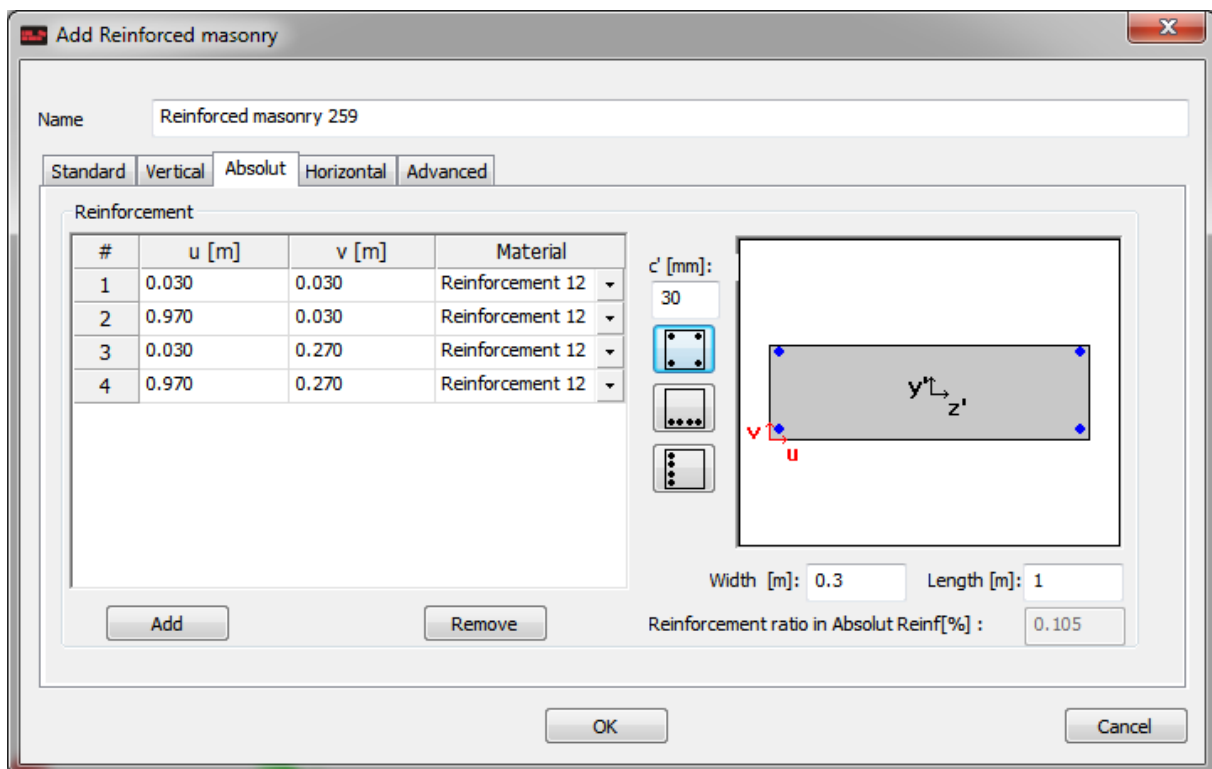 Add Reinforced masonry
Name Reinforced masonry 259
Standard Vertical Absolut Horizontal Advanced
Reinforcement
# u [m] v [m] Material
1 0.030 0.030 Reinforcement 12
2 0.970 0.030 Reinforcement 12
3 0.030 0.270 Reinforcement 12
4 0.970 0.270 Reinforcement 12
c' [mm]:
30
y'
z'
v
u
Width [m]: 0.3 Length [m]: 1
Add Remove Reinforcement ratio in Absolut Reinf[%] : 0.105
OK Cancel